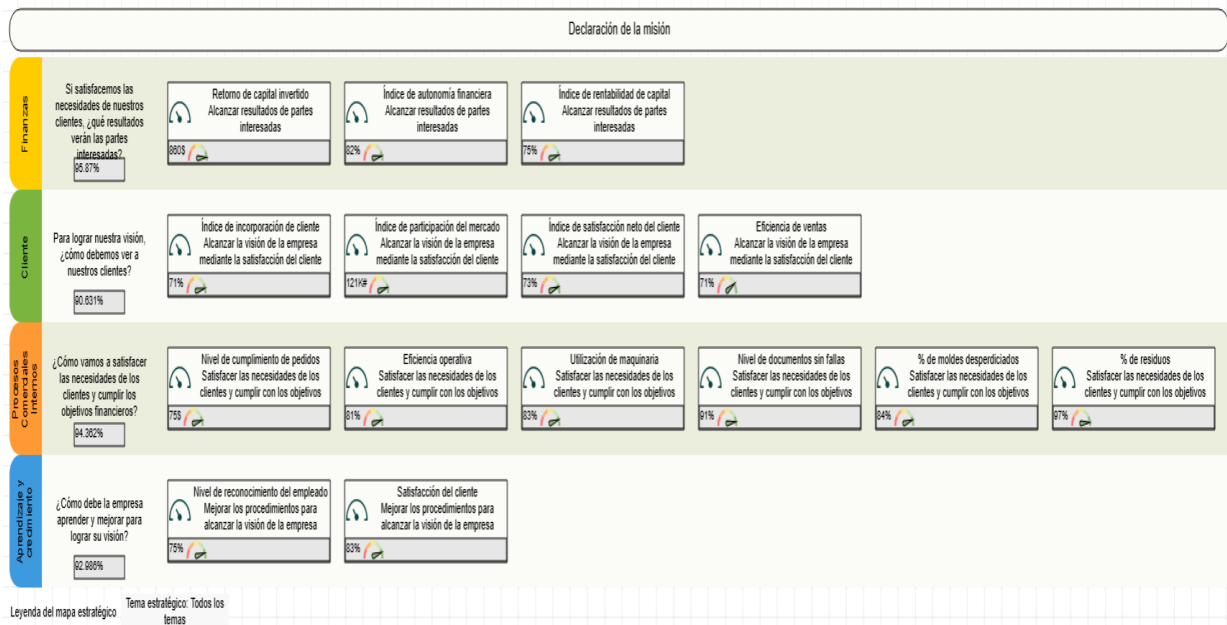 Declaración de la misión
Finanzas
Si satisfacemos las
necesidades de nuestros
clientes, ¿qué resultados
verán las partes
interesadas?
95.87%
Retorno de capital invertido
Alcanzar resultados de partes
interesadas
860$
Índice de autonomía financiera
Alcanzar resultados de partes
interesadas
82%
Índice de rentabilidad de capital
Alcanzar resultados de partes
interesadas
75%
Cliente
Para lograr nuestra visión,
¿cómo debemos ver a
nuestros clientes?
90.631%
Índice de incorporación de cliente
Alcanzar la visión de la empresa
mediante la satisfacción del cliente
71%
Índice de participación del mercado
Alcanzar la visión de la empresa
mediante la satisfacción del cliente
121K#
Índice de satisfacción neto del cliente
Alcanzar la visión de la empresa
mediante la satisfacción del cliente
73%
Eficiencia de ventas
Alcanzar la visión de la empresa
mediante la satisfacción del cliente
71%
Procesos
Comerciales
Internos
¿Cómo vamos a satisfacer
las necesidades de los
clientes y cumplir los
objetivos financieros?
94.362%
Nivel de cumplimiento de pedidos
Satisfacer las necesidades de los
clientes y cumplir con los objetivos
75$
Eficiencia operativa
Satisfacer las necesidades de los
clientes y cumplir con los objetivos
81%
Utilización de maquinaria
Satisfacer las necesidades de los
clientes y cumplir con los objetivos
83%
Nivel de documentos sin fallas
Satisfacer las necesidades de los
clientes y cumplir con los objetivos
91%
% de moldes desperdiciados
Satisfacer las necesidades de los
clientes y cumplir con los objetivos
84%
% de residuos
Satisfacer las necesidades de los
clientes y cumplir con los objetivos
97%
Aprendizaje y
crecimiento
¿Cómo debe la empresa
aprender y mejorar para
lograr su visión?
92.986%
Nivel de reconocimiento del empleado
Mejorar los procedimientos para
alcanzar la visión de la empresa
75%
Satisfacción del cliente
Mejorar los procedimientos para
alcanzar la visión de la empresa
83%
Leyenda del mapa estratégico
Tema estratégico: Todos los
temas